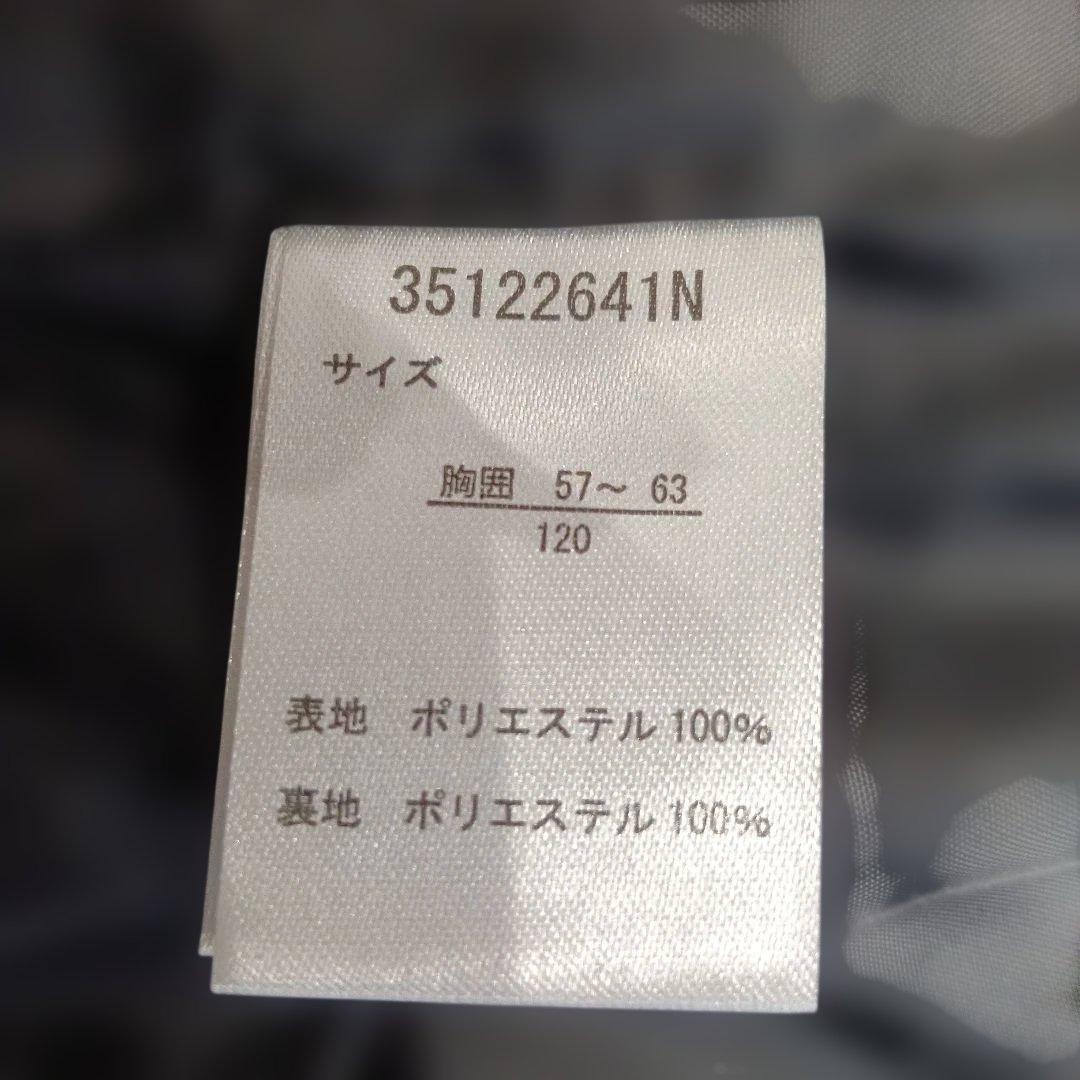 35122641N
サイズ
胸囲 57～ 63
120
表地 ポリエステル 100%
裏地 ポリエステル 100%